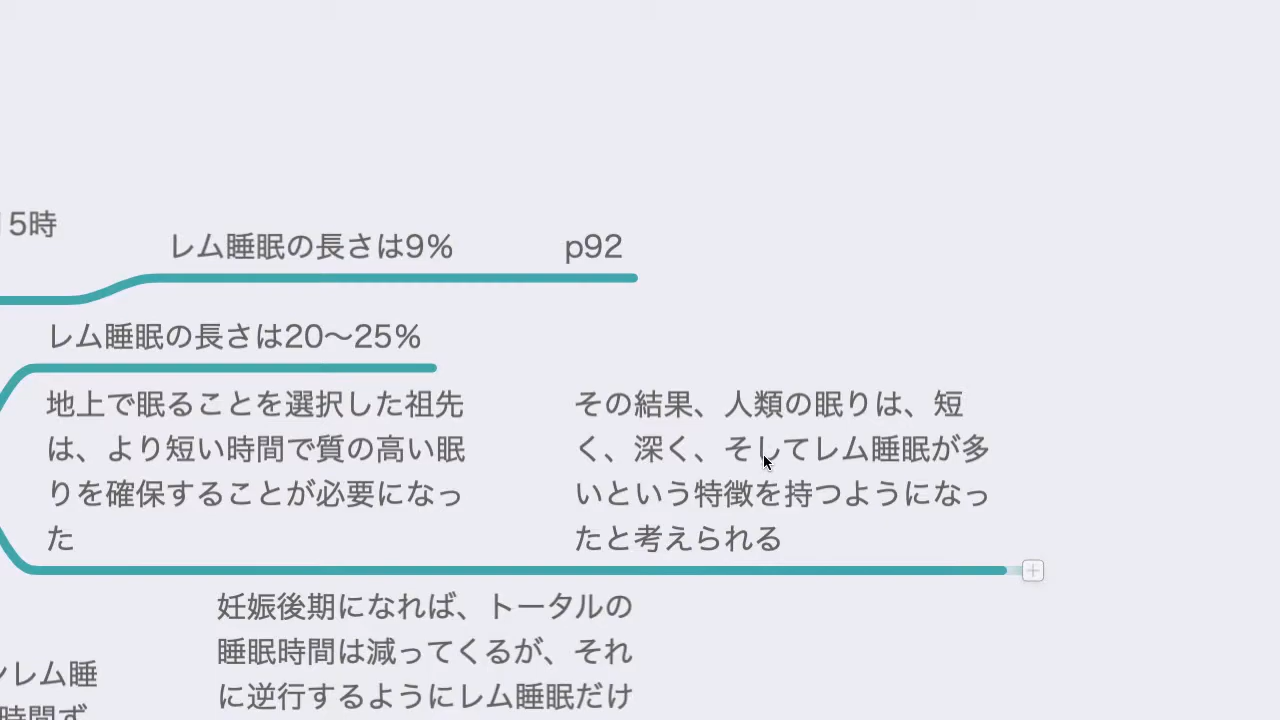 15時
レム睡眠の長さは9%
p92
レム睡眠の長さは20〜25%
地上で眠ることを選択した祖先
は、より短い時間で質の高い眠
りを確保することが必要になっ
た
その結果、人類の眠りは、短
く、深く、そしてレム睡眠が多
いという特徴を持つようになっ
たと考えられる
妊娠後期になれば、トータルの
睡眠時間は減ってくるが、それ
に逆行するようにレム睡眠だけ
ンレム睡
時間ず